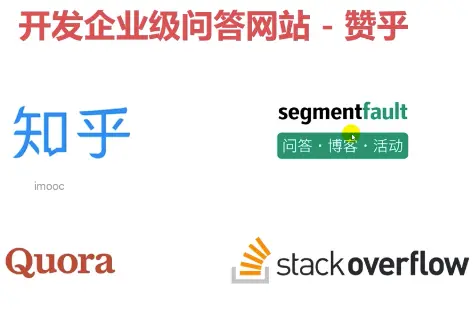 开发企业级问答网站 - 赞乎
知乎
segmentfault
问答·博客·活动
imooc
Quora
stackoverflow